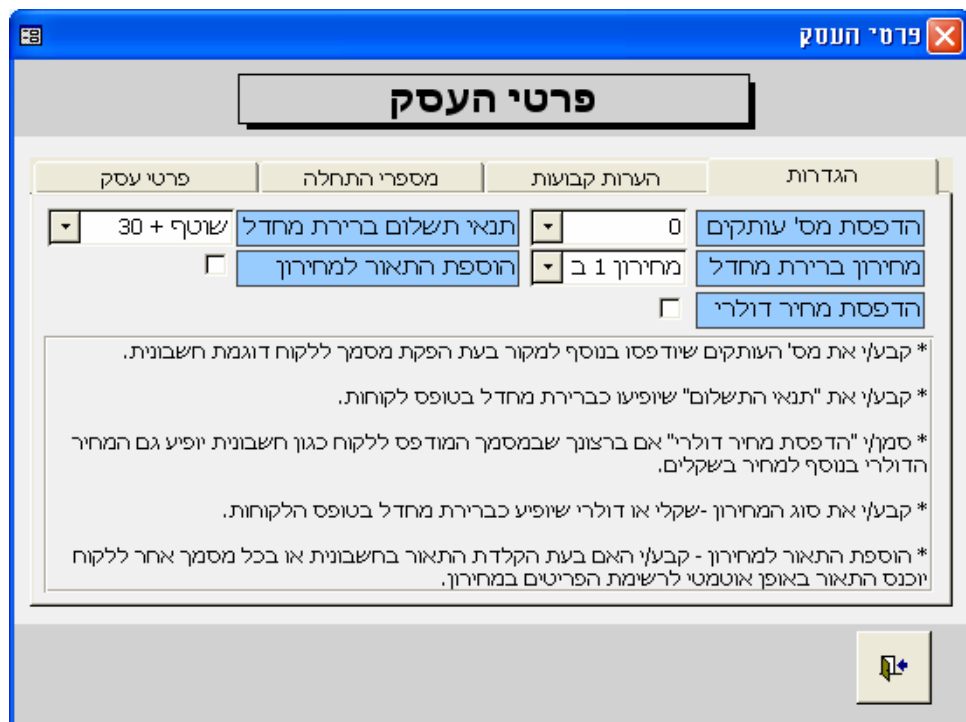 פרטי העסק
פרטי העסק
הגדרות
הערות קבועות
מספרי התחלה
פרטי עסק
הדפסת מס' עותקים
0
תנאי תשלום ברירת מחדל
שוטף + 30
מחירון ברירת מחדל
מחירון 1 ב
הוספת התאור למחירון
הדפסת מחיר דולרי
* קבע/י את מס' העותקים שיודפסו בנוסף למקור בעת הפקת מסמך ללקוח דוגמת חשבונית.
* קבע/י את "תנאי התשלום" שיופיעו כברירת מחדל בטופס לקוחות.
* סמן/י "הדפסת מחיר דולרי" אם ברצונך שבמסמך המודפס ללקוח כגון חשבונית יופיע גם המחיר
הדולרי בנוסף למחיר בשקלים.
* קבע/י את סוג המחירון -שקלי או דולרי שיופיע כברירת מחדל בטופס הלקוחות.
* הוספת התאור למחירון - קבע/י האם בעת הקלדת התאור בחשבונית או בכל מסמך אחר ללקוח
יוכנס התאור באופן אוטמטי לרשימת הפריטים במחירון.